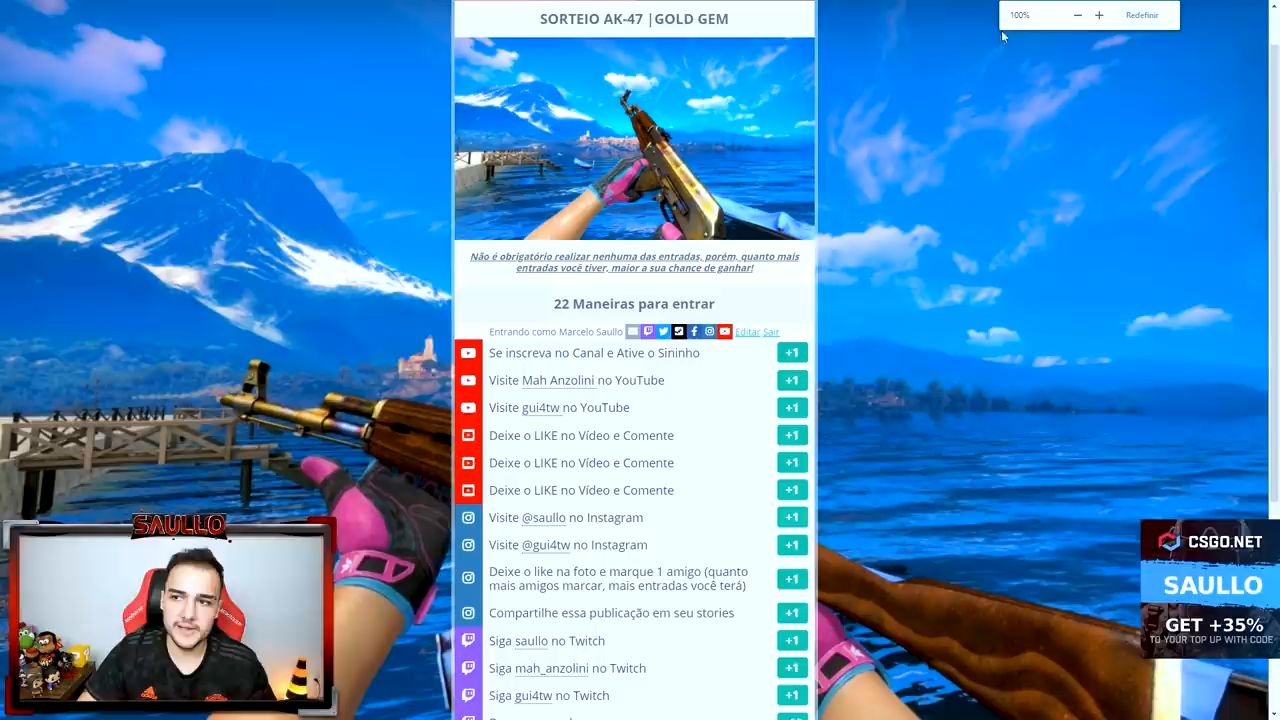 SORTEIO AK-47 |GOLD GEM
100%
Redefinir
Não é obrigatório realizar nenhuma das entradas, porém, quanto mais
entradas você tiver, maior a sua chance de ganhar!
22 Maneiras para entrar
Entrando como Marcelo Saullo Editar Sair
Se inscreva no Canal e Ative o Sininho +1
Visite Mah Anzolini no YouTube +1
Visite gui4tw no YouTube +1
Deixe o LIKE no Vídeo e Comente +1
Deixe o LIKE no Vídeo e Comente +1
Deixe o LIKE no Vídeo e Comente +1
Visite @saullo no Instagram +1
Visite @gui4tw no Instagram +1
Deixe o like na foto e marque 1 amigo (quanto
mais amigos marcar, mais entradas você terá) +1
Compartilhe essa publicação em seu stories +1
Siga saullo no Twitch +1
Siga mah_anzolini no Twitch +1
Siga gui4tw no Twitch +1
SAULLO
CSGO.NET
SAULLO
GET +35%
TO YOUR TOP UP WITH CODE